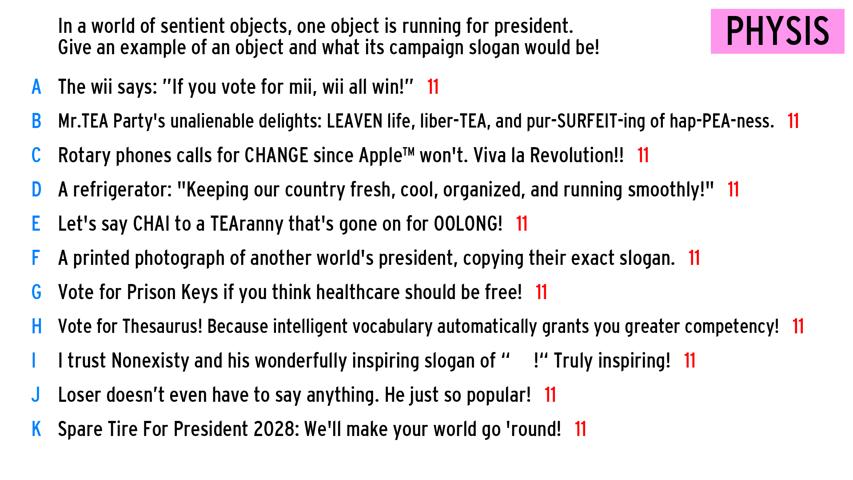 In a world of sentient objects, one object is running for president.
PHYSIS
Give an example of an object and what its campaign slogan would be!
A The wii says: ”If you vote for mii, wii all win!” 11
B Mr.TEA Party's unalienable delights: LEAVEN life, liber-TEA, and pur-SURFEIT-ing of hap-PEA-ness. 11
C Rotary phones calls for CHANGE since Apple™ won't. Viva la Revolution!! 11
D A refrigerator: "Keeping our country fresh, cool, organized, and running smoothly!" 11
E Let's say CHAI to a TEAranny that's gone on for OOLONG! 11
F A printed photograph of another world's president, copying their exact slogan. 11
G Vote for Prison Keys if you think healthcare should be free! 11
H Vote for Thesaurus! Because intelligent vocabulary automatically grants you greater competency! 11
I I trust Nonexisty and his wonderfully inspiring slogan of “ !“ Truly inspiring! 11
J Loser doesn’t even have to say anything. He just so popular! 11
K Spare Tire For President 2028: We'll make your world go 'round! 11